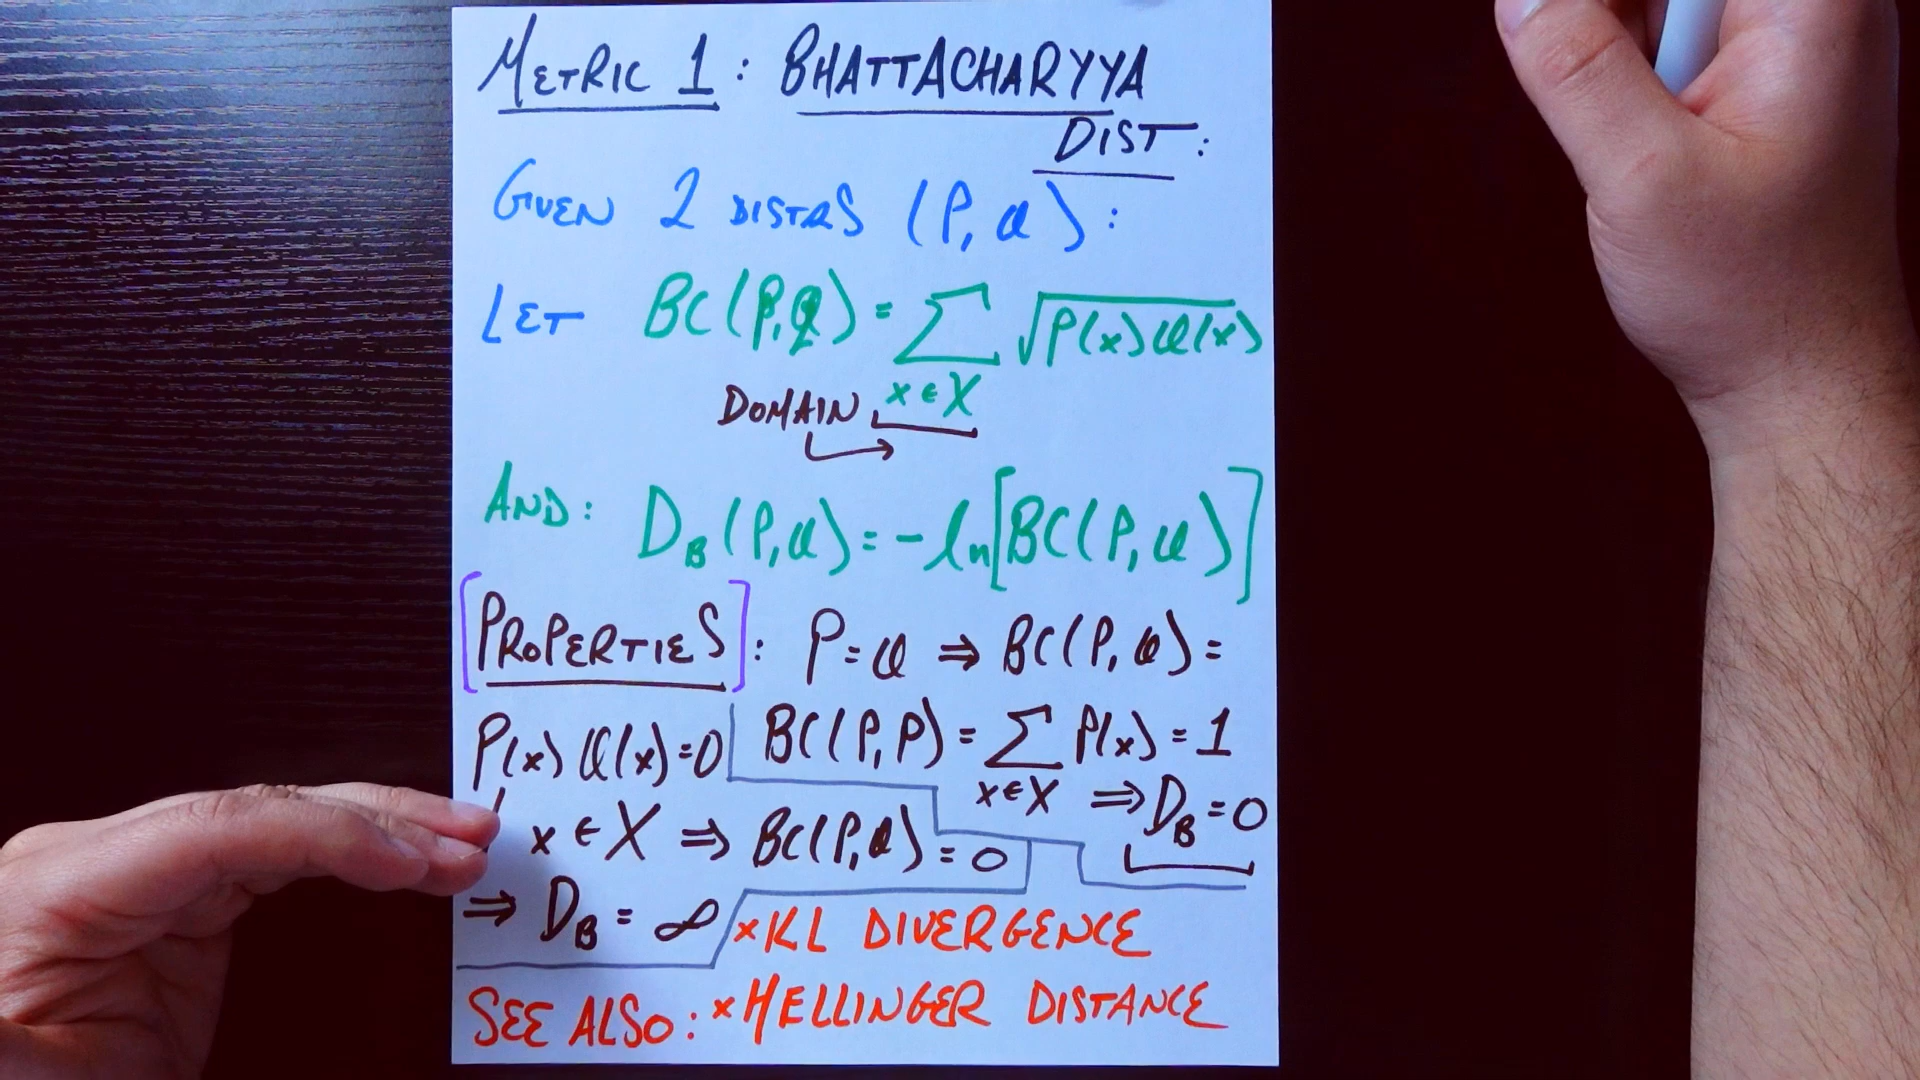 METRIC 1: BHATTACHARYYA
DIST:
GIVEN 2 DISTRS (P, Q):
LET BC(P,Q) = ∑ √P(x)Q(x)
DOMAIN x ∈ X
AND: D_B(P,Q) = -ln[BC(P,Q)]
[PROPERTIES]: P=Q ⇒ BC(P,Q) =
BC(P,P) = ∑ P(x) = 1
x∈X ⇒ D_B = 0
P(x)Q(x)=0
x ∈ X ⇒ BC(P,Q) = 0
⇒ D_B = ∞
SEE ALSO: ×KL DIVERGENCE
×HELLINGER DISTANCE